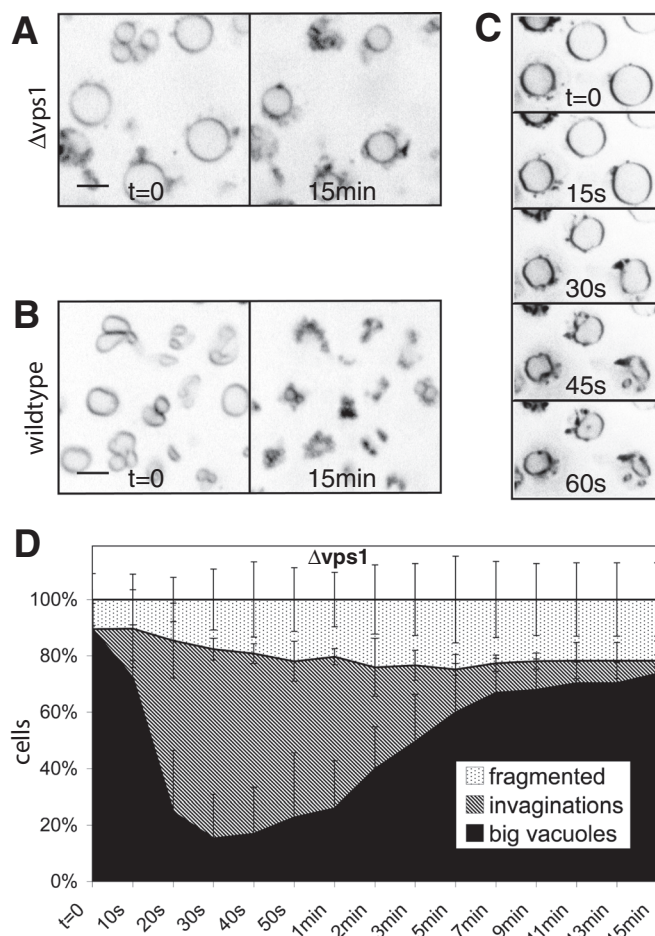 A
Δvps1
t=0
15min
B
wildtype
t=0
15min
C
t=0
15s
30s
45s
60s
D
Δvps1
100%
80%
60%
40%
20%
0%
cells
fragmented
invaginations
big vacuoles
t=0
10s
20s
30s
40s
50s
1min
2min
3min
5min
7min
9min
11min
13min
15min